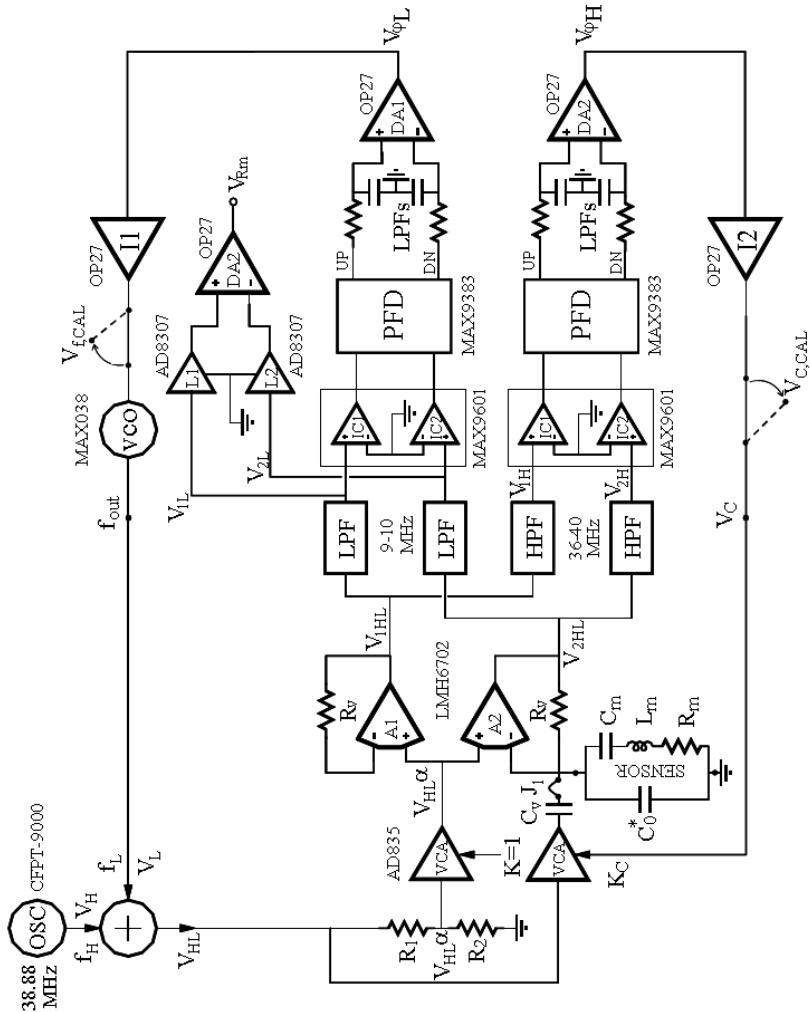 38.88
MHz
OSC
CFPT-9000
f_H
V_H
+
f_L
V_L
V_HL
f_out
MAX038
VCO
V_fCAL
OP27
I1
V_1L
V_2L
AD8307
L1
L2
AD8307
OP27
+
DA2
-
V_Rm
R_1
V_HL α
R_2
AD835
VCA
K=1
V_HL α
VCA
K_C
C_v
J_1
R_v
A1
-
+
LMH6702
A2
+
-
R_v
V_1HL
V_2HL
C*_0
SENSOR
C_m
L_m
R_m
LPF
9-10
MHz
LPF
HPF
36-40
MHz
HPF
V_1H
V_2H
IC1
+
-
IC2
-
+
MAX9601
PFD
MAX9383
UP
DN
LPFs
OP27
+
DA1
-
V_φL
IC1
+
-
IC2
-
+
MAX9601
PFD
MAX9383
UP
DN
LPFs
OP27
+
DA2
-
V_φH
OP27
I2
V_C
V_C,CAL